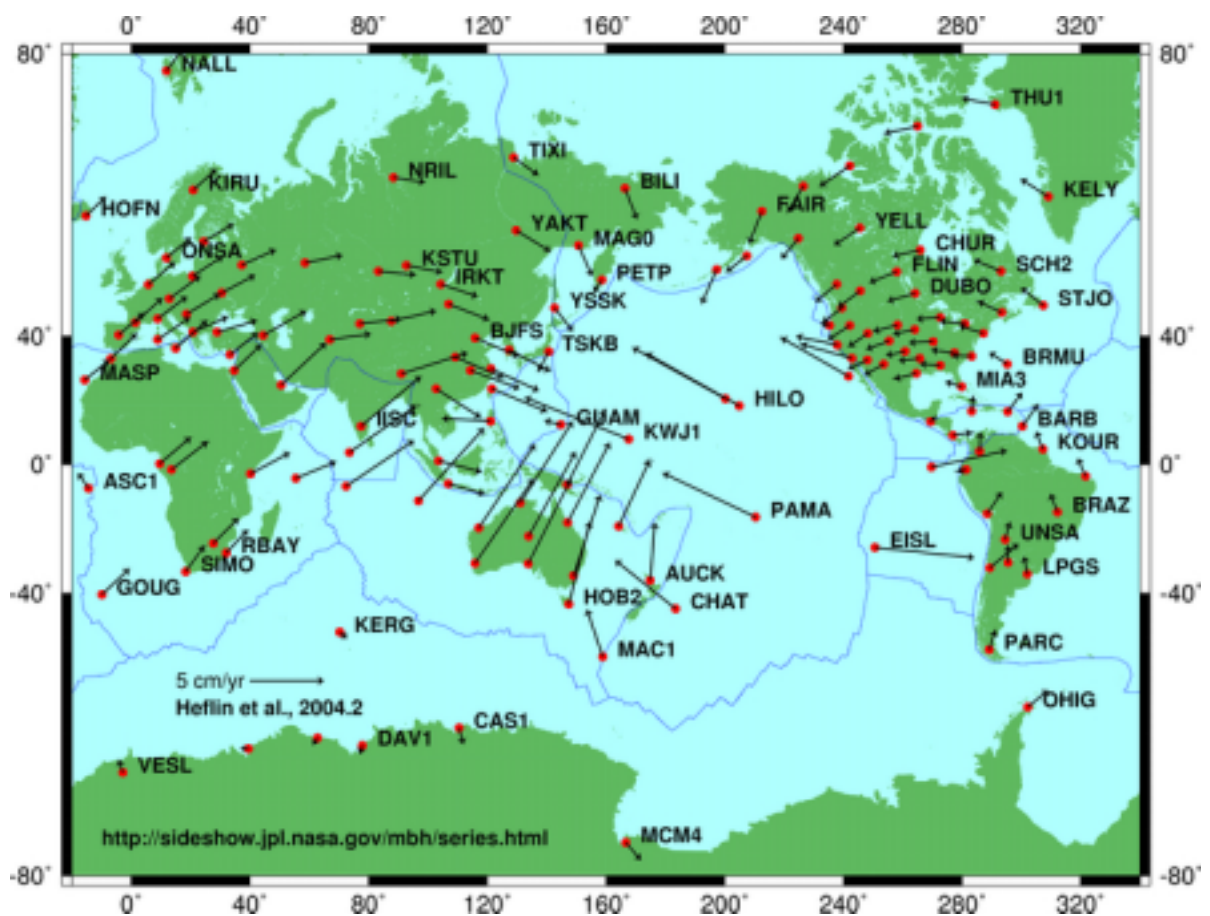 0° 40° 80° 120° 160° 200° 240° 280° 320°
80° 80°
NALL
THU1
TIXI
NRIL
BILI
KIRU
KELY
HOFN
FAIR
YAKT
YELL
MAG0
ONSA
CHUR
KSTU
FLIN
SCH2
PETP
IRKT
DUBO
YSSK
STJO
BJFS
40° 40°
TSKB
BRMU
MASP
MIA3
HILO
IISC
GUAM
BARB
KWJ1
KOUR
0° 0°
ASC1
BRAZ
PAMA
UNSA
EISL
RBAY
SIMO
LPGS
AUCK
GOUG
-40° HOB2 -40°
CHAT
KERG
PARC
MAC1
5 cm/yr
OHIG
Heflin et al., 2004.2
CAS1
DAV1
VESL
http://sideshow.jpl.nasa.gov/mbh/series.html
MCM4
-80° -80°
0° 40° 80° 120° 160° 200° 240° 280° 320°